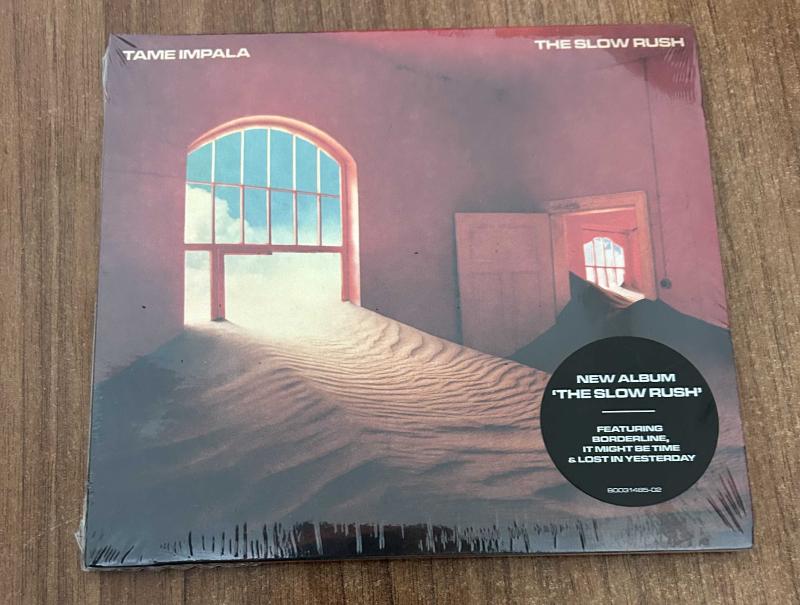 TAME IMPALA
THE SLOW RUSH
NEW ALBUM
‘THE SLOW RUSH’
FEATURING
BORDERLINE,
IT MIGHT BE TIME
& LOST IN YESTERDAY
B0031485-02